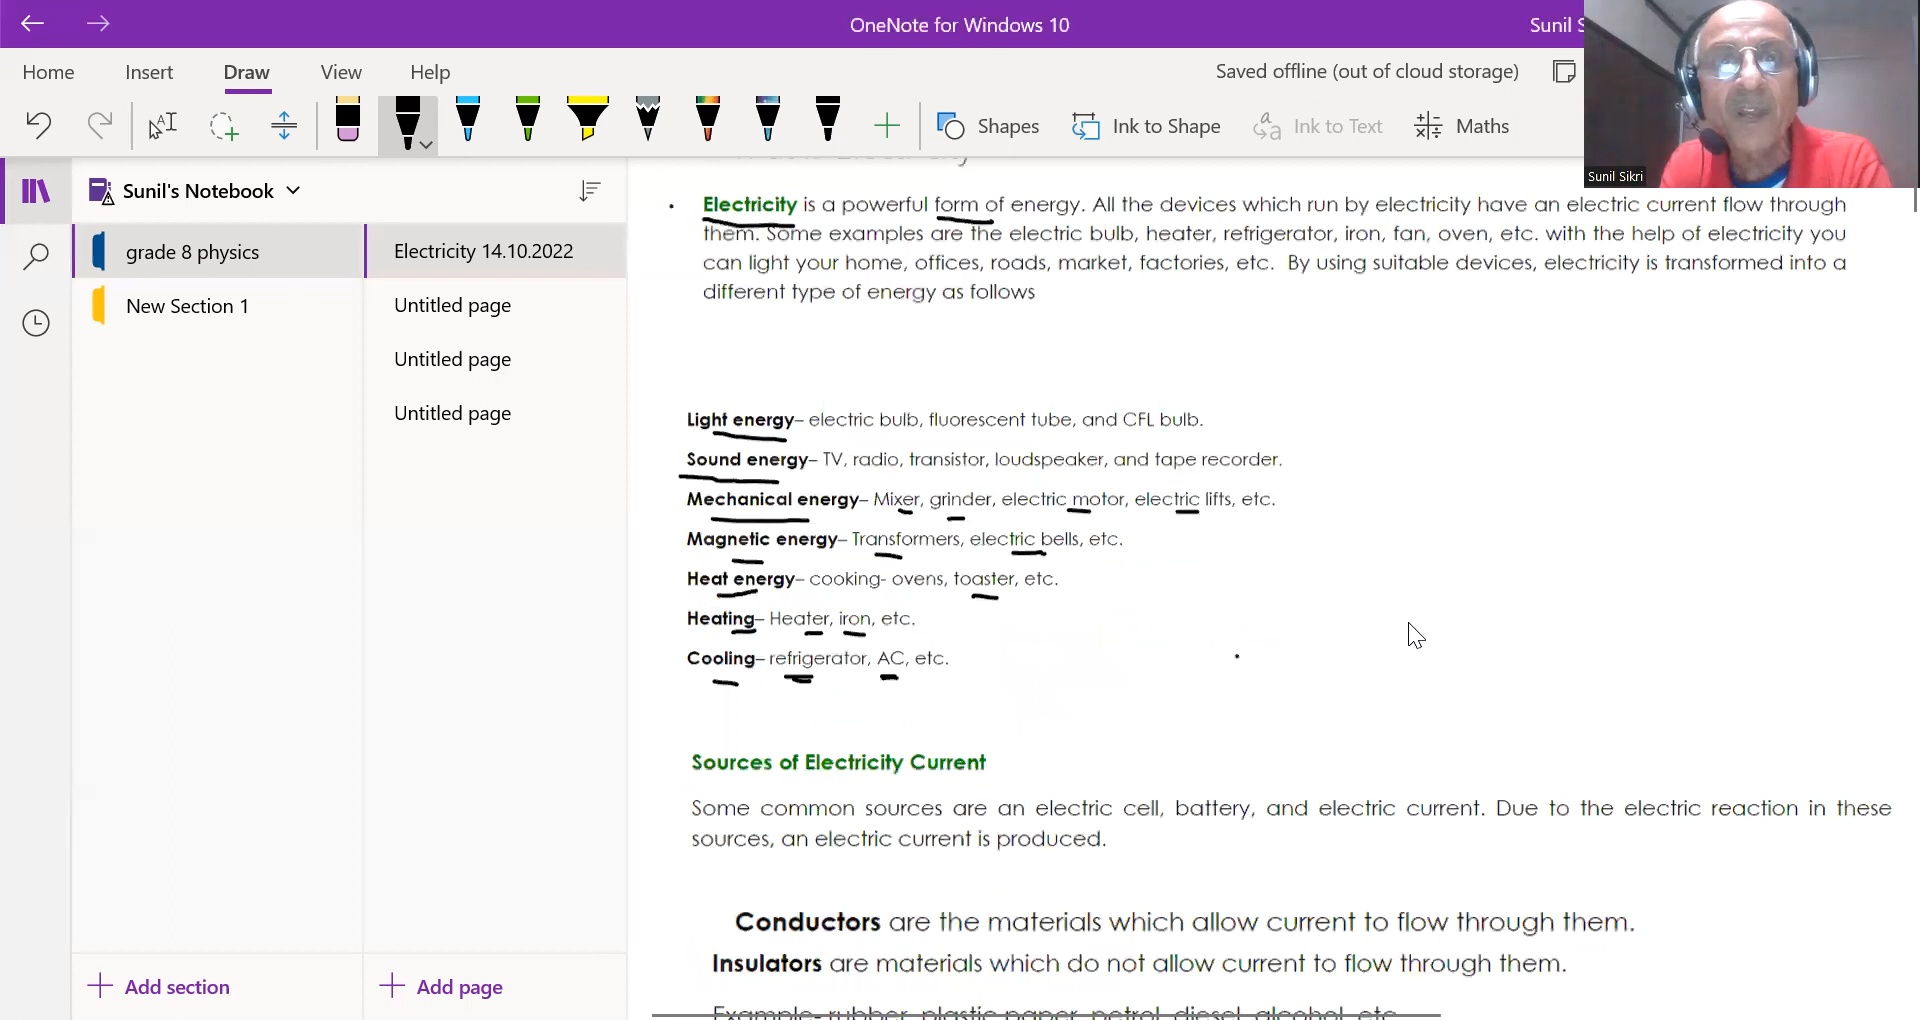 OneNote for Windows 10
Sunil S
Home Insert Draw View Help
Saved offline (out of cloud storage)
Shapes Ink to Shape Ink to Text Maths
Sunil Sikri
Sunil's Notebook
grade 8 physics
New Section 1
Electricity 14.10.2022
Untitled page
Untitled page
Untitled page
Add section
Add page
Electricity is a powerful form of energy. All the devices which run by electricity have an electric current flow through
them. Some examples are the electric bulb, heater, refrigerator, iron, fan, oven, etc. with the help of electricity you
can light your home, offices, roads, market, factories, etc. By using suitable devices, electricity is transformed into a
different type of energy as follows
Light energy– electric bulb, fluorescent tube, and CFL bulb.
Sound energy– TV, radio, transistor, loudspeaker, and tape recorder.
Mechanical energy– Mixer, grinder, electric motor, electric lifts, etc.
Magnetic energy– Transformers, electric bells, etc.
Heat energy– cooking- ovens, toaster, etc.
Heating– Heater, iron, etc.
Cooling– refrigerator, AC, etc.
Sources of Electricity Current
Some common sources are an electric cell, battery, and electric current. Due to the electric reaction in these
sources, an electric current is produced.
Conductors are the materials which allow current to flow through them.
Insulators are materials which do not allow current to flow through them.
Example- rubber, plastic paper, petrol, diesel, alcohol, etc